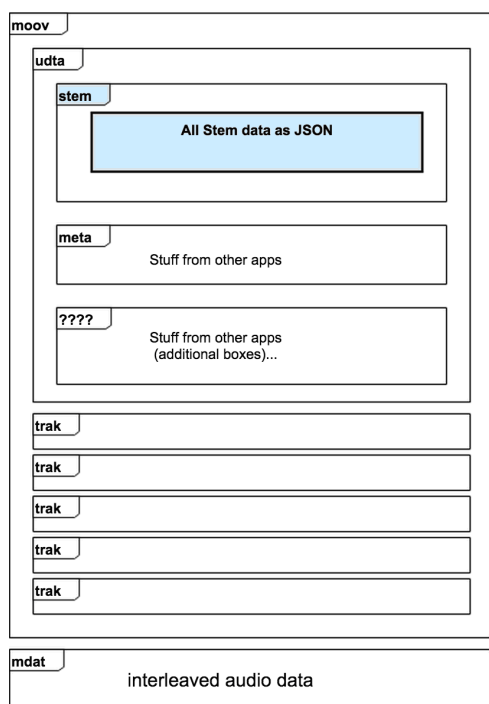 moov
udta
stem
All Stem data as JSON
meta
Stuff from other apps
????
Stuff from other apps
(additional boxes)...
trak
trak
trak
trak
trak
mdat
interleaved audio data